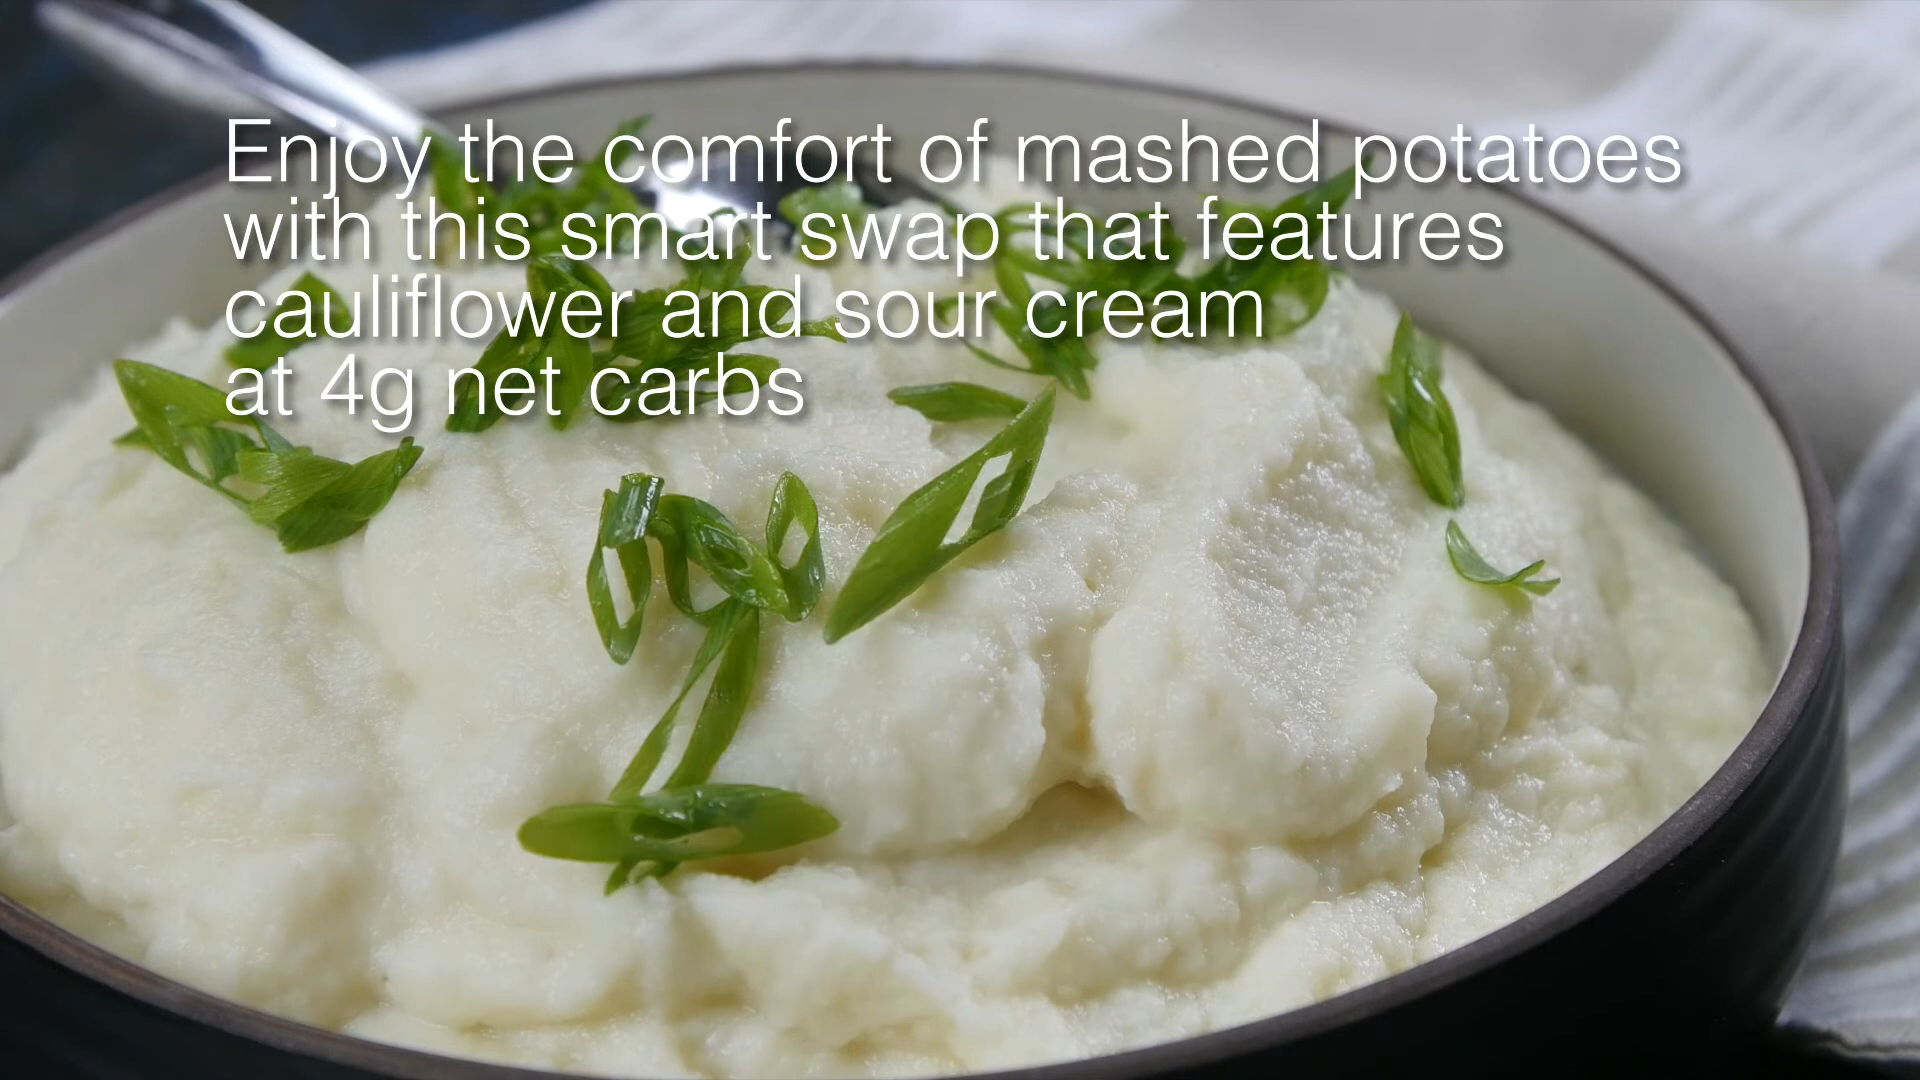 Enjoy the comfort of mashed potatoes
with this smart swap that features
cauliflower and sour cream
at 4g net carbs